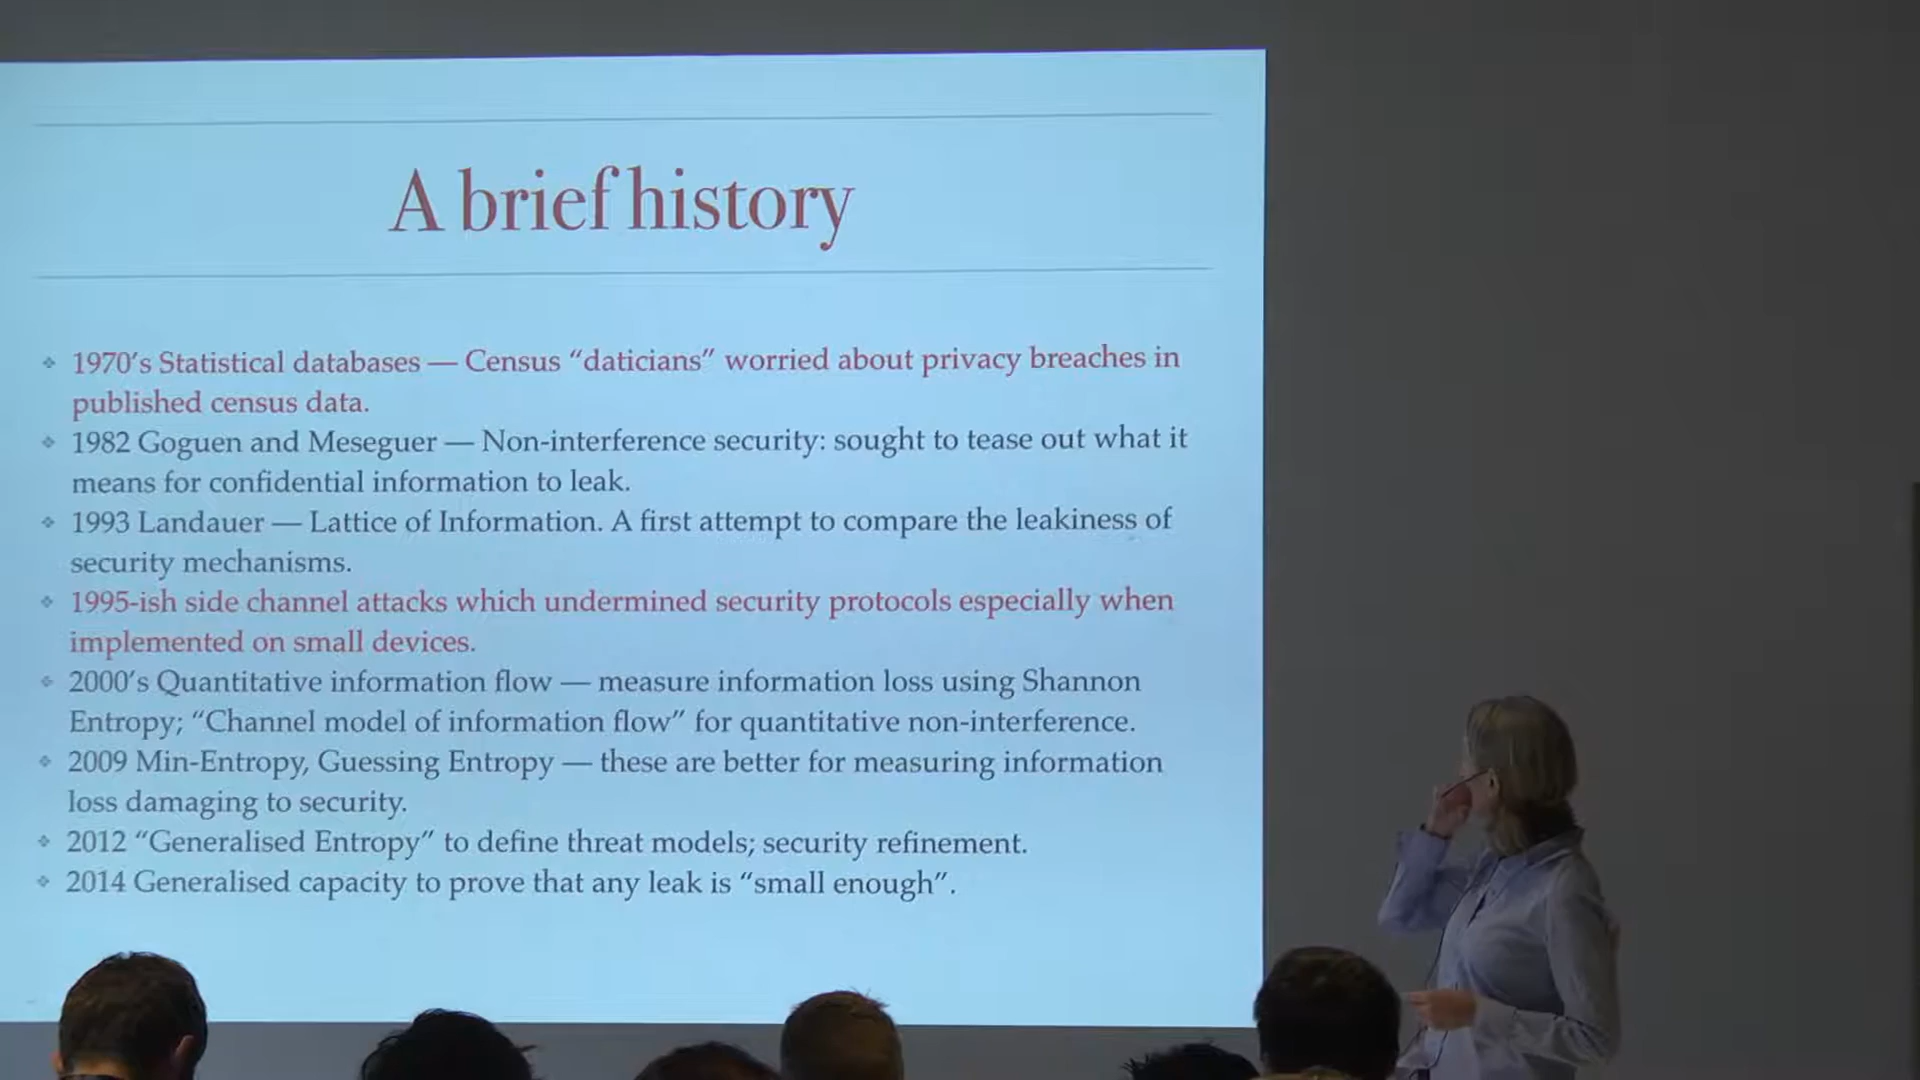 A brief history
1970's Statistical databases — Census “daticians” worried about privacy breaches in
published census data.
1982 Goguen and Meseguer — Non-interference security: sought to tease out what it
means for confidential information to leak.
1993 Landauer — Lattice of Information. A first attempt to compare the leakiness of
security mechanisms.
1995-ish side channel attacks which undermined security protocols especially when
implemented on small devices.
2000's Quantitative information flow — measure information loss using Shannon
Entropy; “Channel model of information flow” for quantitative non-interference.
2009 Min-Entropy, Guessing Entropy — these are better for measuring information
loss damaging to security.
2012 “Generalised Entropy” to define threat models; security refinement.
2014 Generalised capacity to prove that any leak is “small enough”.